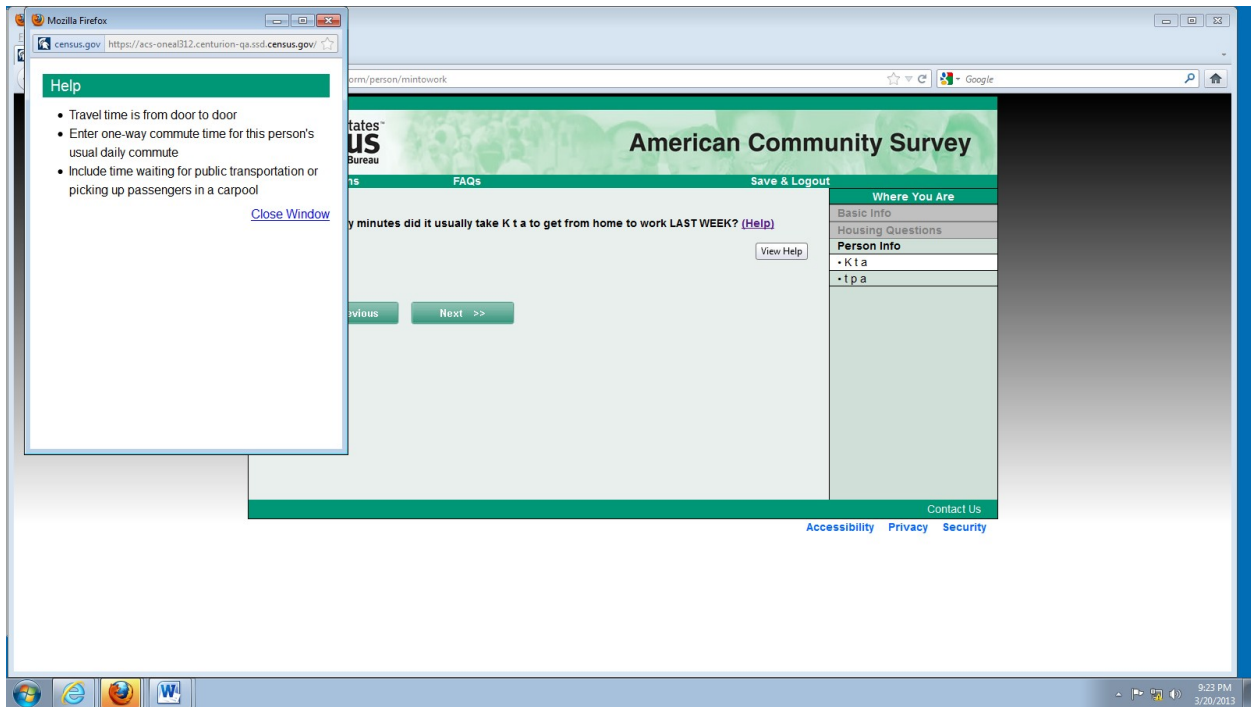 Mozilla Firefox
census.gov https://acs-oneal312.centurion-qa.ssd.census.gov/
Help
• Travel time is from door to door
• Enter one-way commute time for this person's
usual daily commute
• Include time waiting for public transportation or
picking up passengers in a carpool
Close Window
orm/person/mintowork
Google
tates™
us
Bureau
American Community Survey
ns FAQs Save & Logout
y minutes did it usually take K t a to get from home to work LAST WEEK? (Help)
View Help
evious Next >>
Where You Are
Basic Info
Housing Questions
Person Info
• K t a
• t p a
Contact Us
Accessibility Privacy Security
9:23 PM
3/20/2013